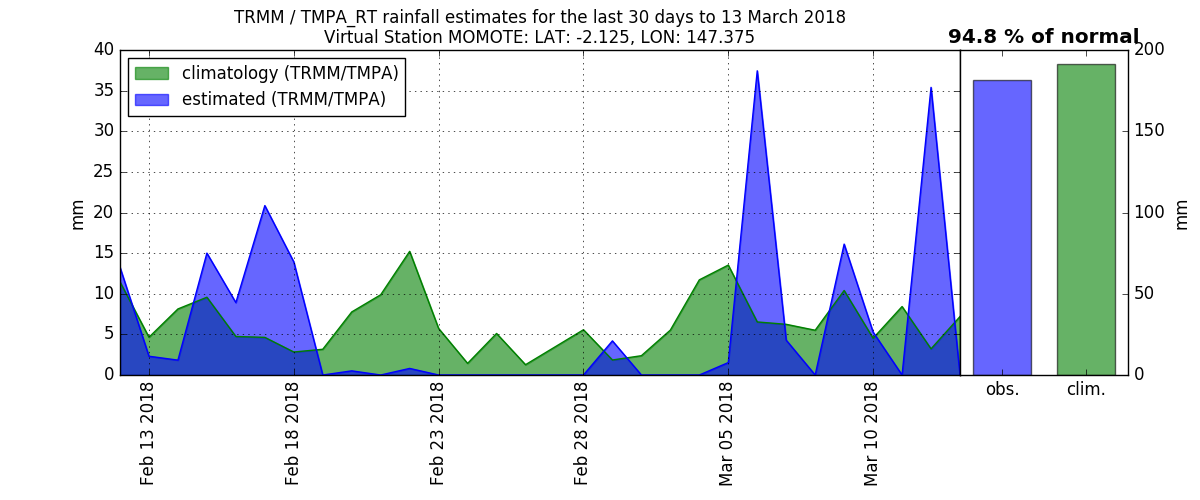 TRMM / TMPA_RT rainfall estimates for the last 30 days to 13 March 2018
Virtual Station MOMOTE: LAT: -2.125, LON: 147.375
94.8 % of normal
climatology (TRMM/TMPA)
estimated (TRMM/TMPA)
40
35
30
25
20
15
10
5
0
mm
Feb 13 2018
Feb 18 2018
Feb 23 2018
Feb 28 2018
Mar 05 2018
Mar 10 2018
obs.
clim.
200
150
100
50
0
mm